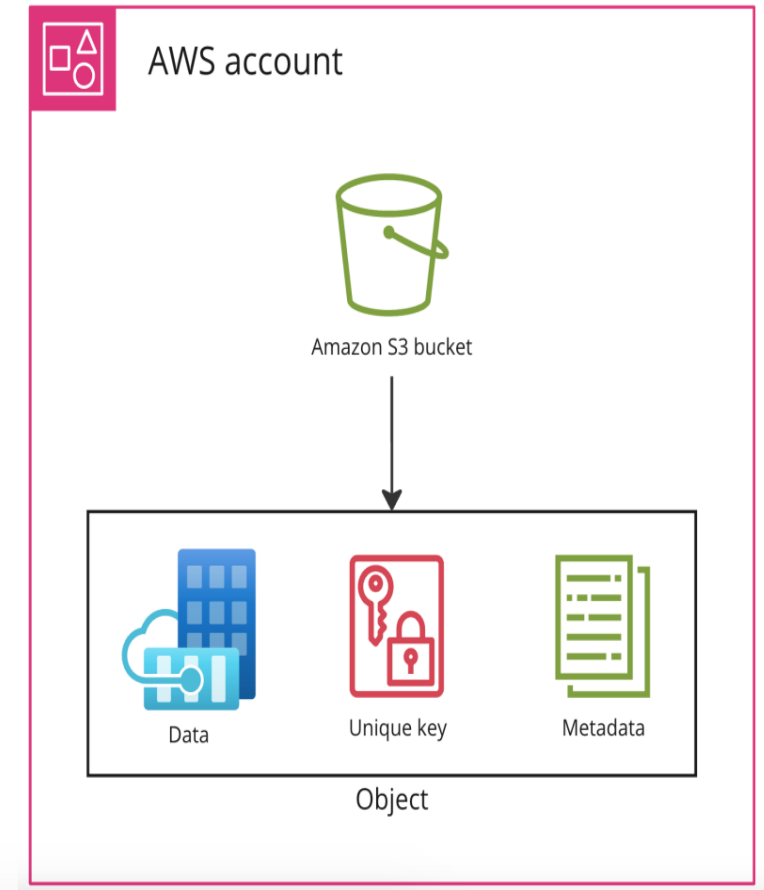 AWS account
Amazon S3 bucket
Data
Unique key
Metadata
Object